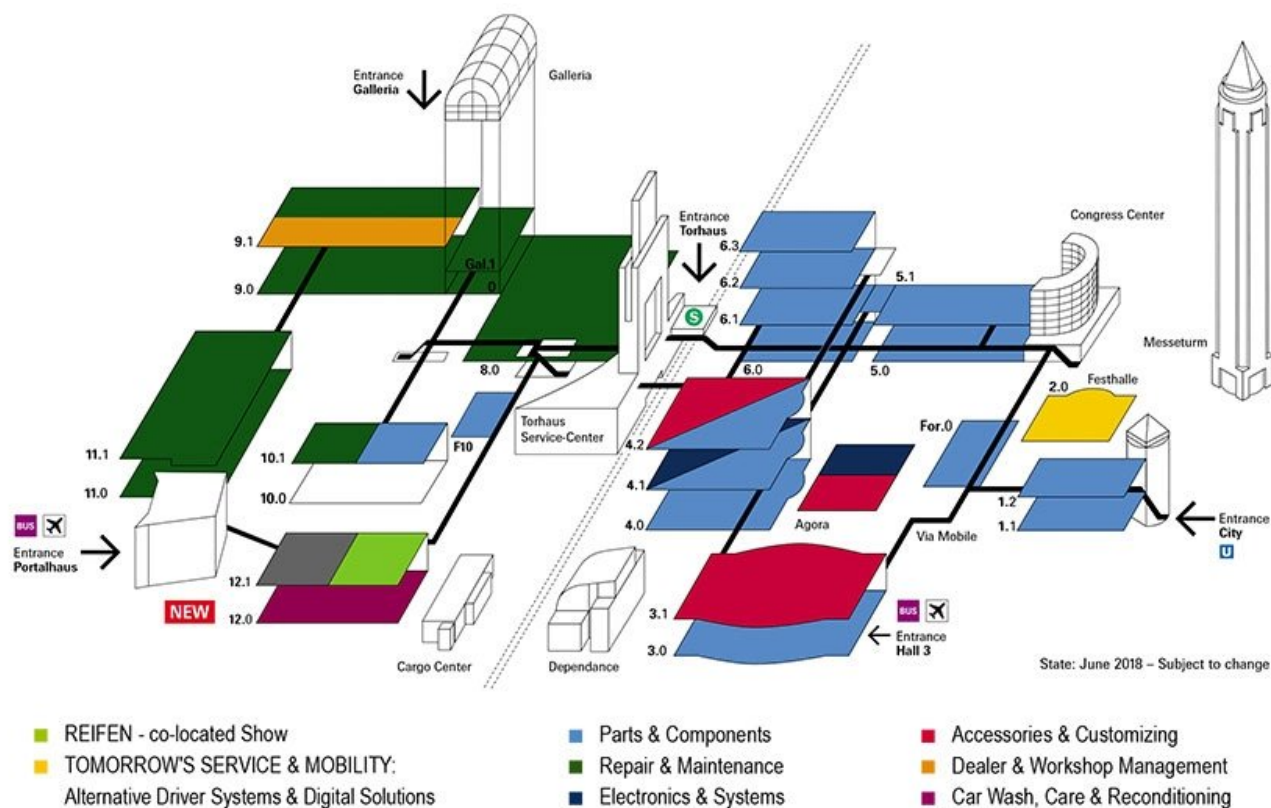 Entrance
Galleria
Galleria
Entrance
Torhaus
Congress Center
Messeturm
9.1
9.0
Gal.1
0
8.0
S
6.3
6.2
6.1
6.0
5.1
5.0
11.1
11.0
10.1
10.0
F10
Torhaus
Service-Center
4.2
4.1
4.0
Agora
For.0
2.0
Festhalle
1.2
1.1
Via Mobile
Entrance
City
U
BUS
Entrance
Portalhaus
NEW
12.1
12.0
Cargo Center
Dependance
3.1
3.0
BUS
Entrance
Hall 3
State: June 2018 – Subject to change
REIFEN - co-located Show
TOMORROW'S SERVICE & MOBILITY:
Alternative Driver Systems & Digital Solutions
Parts & Components
Repair & Maintenance
Electronics & Systems
Accessories & Customizing
Dealer & Workshop Management
Car Wash, Care & Reconditioning